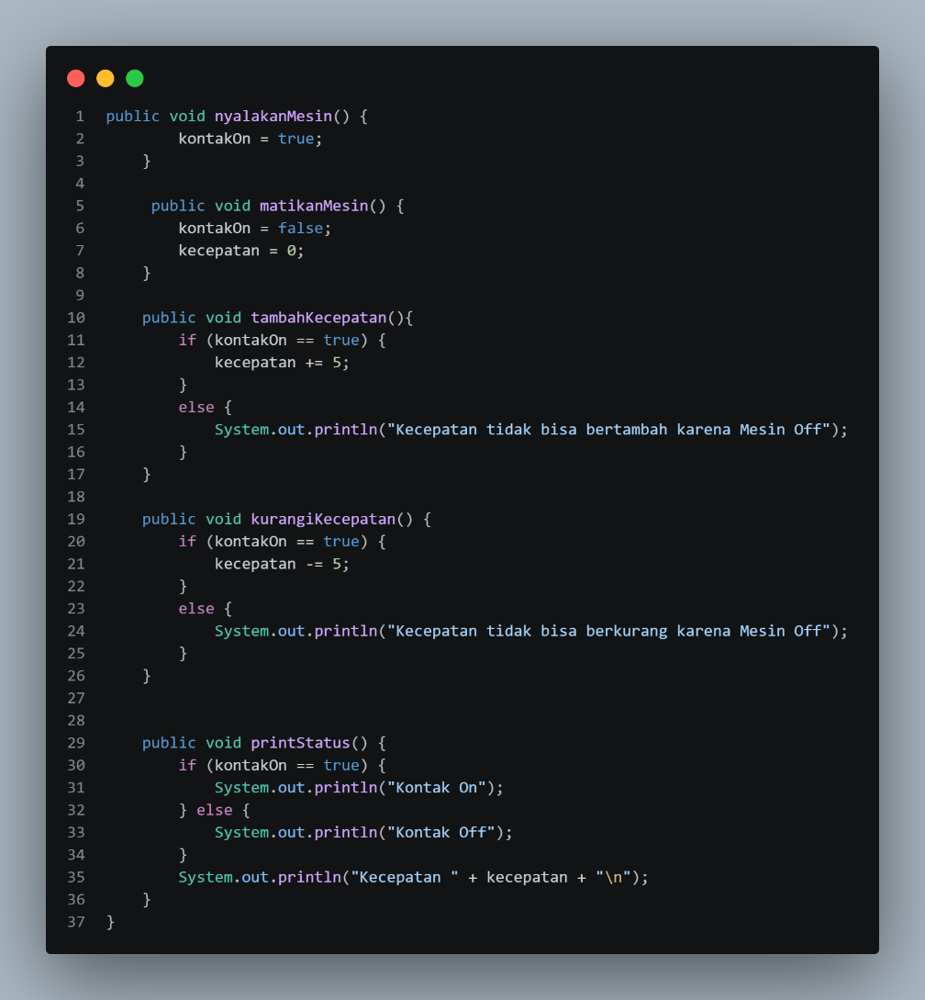 1 public void nyalakanMesin() {
2         kontakOn = true;
3     }
4
5      public void matikanMesin() {
6         kontakOn = false;
7         kecepatan = 0;
8     }
9
10     public void tambahKecepatan(){
11         if (kontakOn == true) {
12             kecepatan += 5;
13         }
14         else {
15             System.out.println("Kecepatan tidak bisa bertambah karena Mesin Off");
16         }
17     }
18
19     public void kurangiKecepatan() {
20         if (kontakOn == true) {
21             kecepatan -= 5;
22         }
23         else {
24             System.out.println("Kecepatan tidak bisa berkurang karena Mesin Off");
25         }
26     }
27
28
29     public void printStatus() {
30         if (kontakOn == true) {
31             System.out.println("Kontak On");
32         } else {
33             System.out.println("Kontak Off");
34         }
35         System.out.println("Kecepatan " + kecepatan + "\n");
36     }
37 }